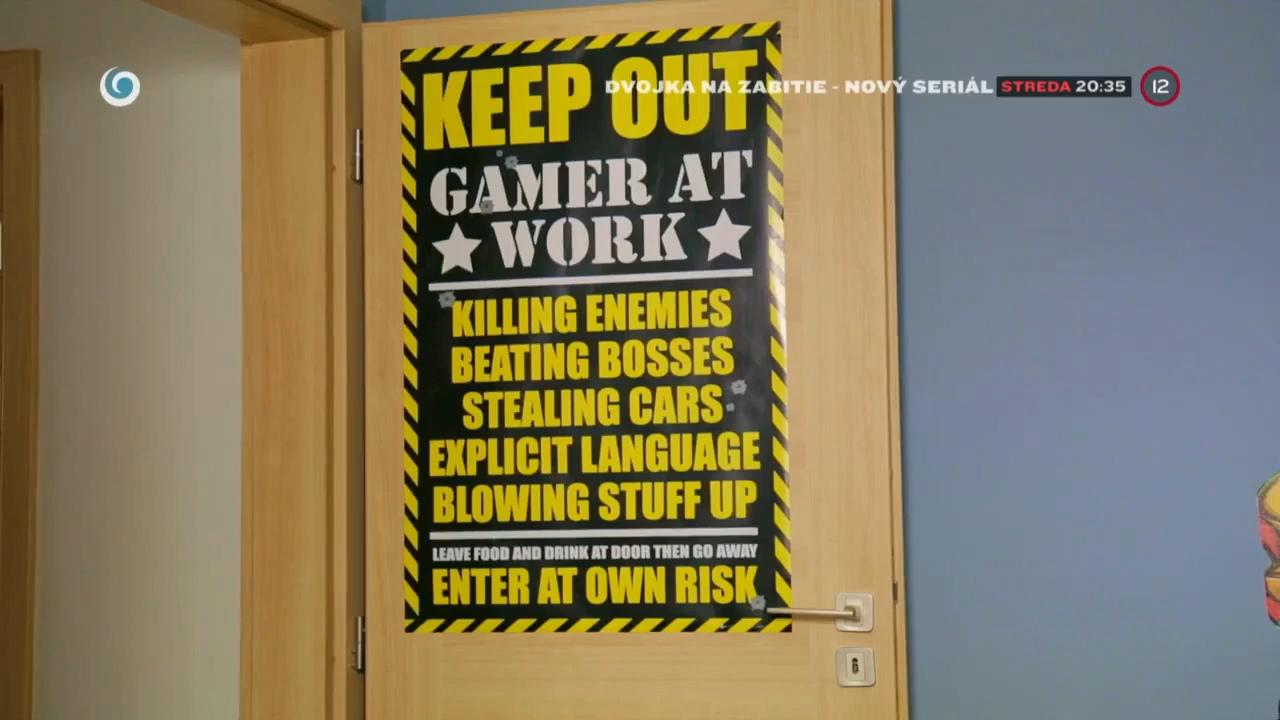 KEEP OUT
DVOJKA NA ZABITIE - NOVÝ SERIÁL STREDA 20:35 12
GAMER AT
WORK
KILLING ENEMIES
BEATING BOSSES
STEALING CARS
EXPLICIT LANGUAGE
BLOWING STUFF UP
LEAVE FOOD AND DRINK AT DOOR THEN GO AWAY
ENTER AT OWN RISK